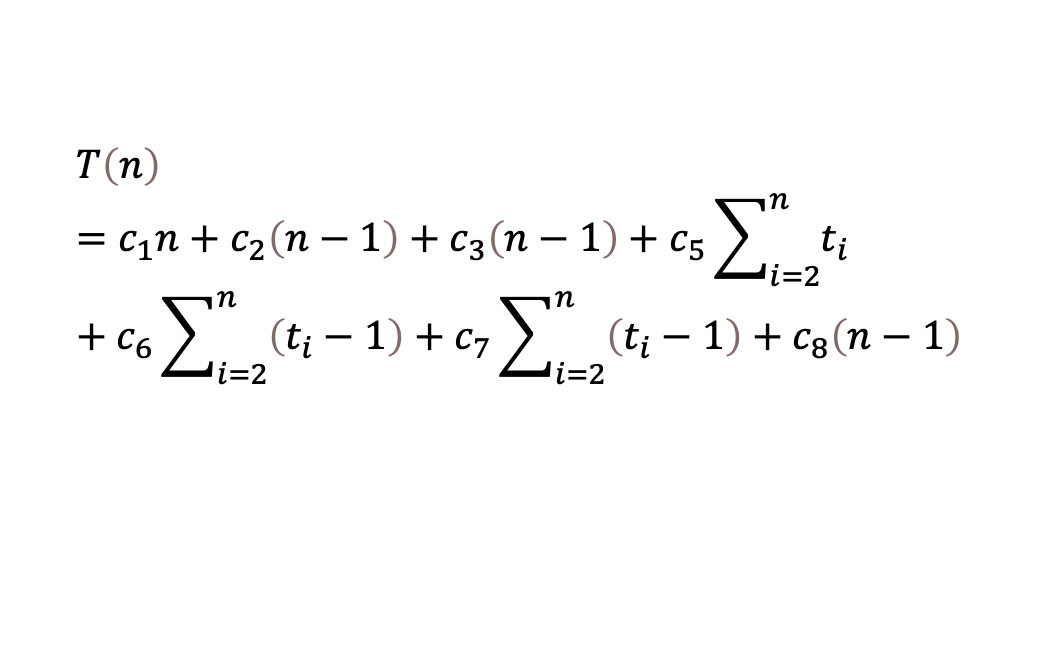 T(n)
= c₁n + c₂(n − 1) + c₃(n − 1) + c₅ ∑ⁿᵢ₌₂ tᵢ
+ c₆ ∑ⁿᵢ₌₂ (tᵢ − 1) + c₇ ∑ⁿᵢ₌₂ (tᵢ − 1) + c₈(n − 1)